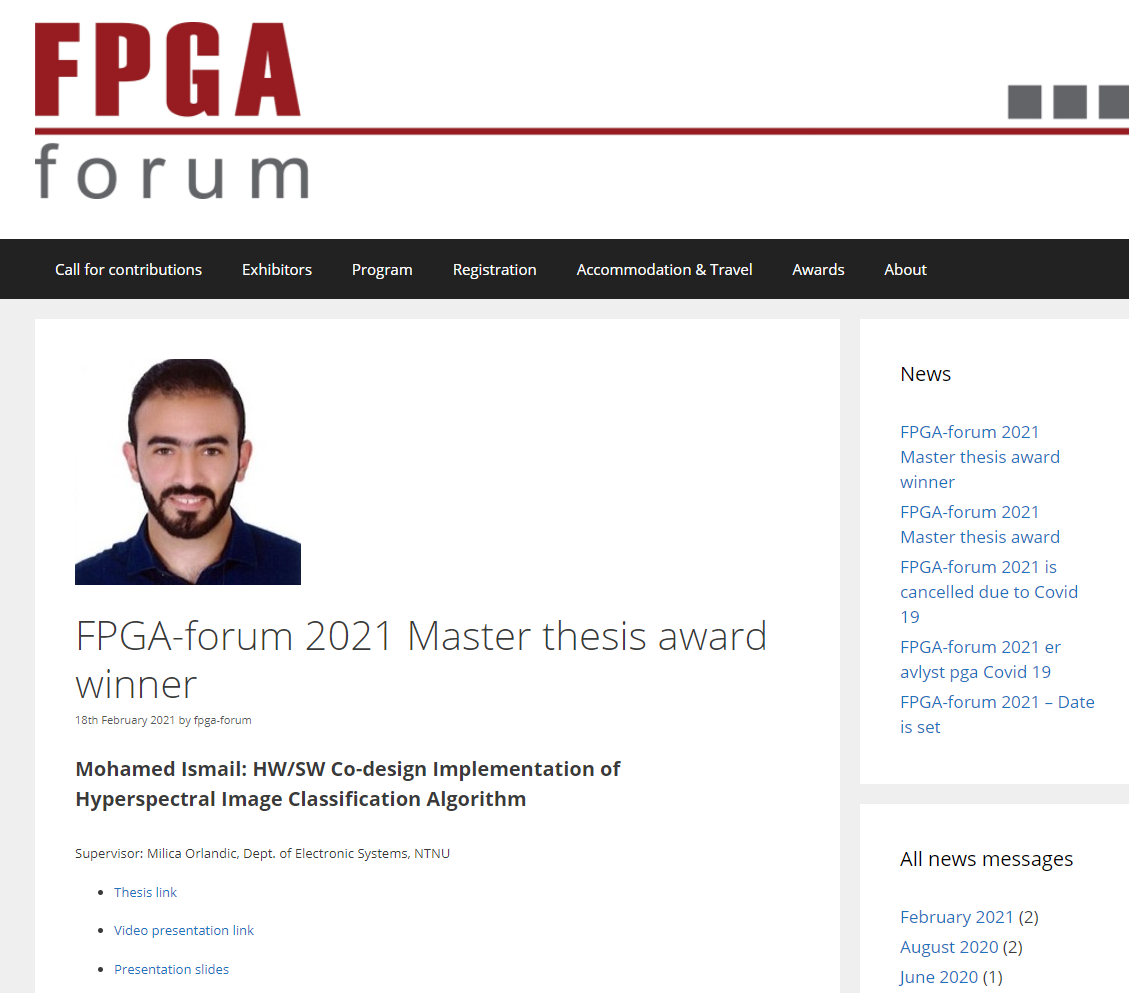 FPGA
forum
Call for contributions
Exhibitors
Program
Registration
Accommodation & Travel
Awards
About
FPGA-forum 2021 Master thesis award
winner
18th February 2021 by fpga-forum
Mohamed Ismail: HW/SW Co-design Implementation of
Hyperspectral Image Classification Algorithm
Supervisor: Milica Orlandic, Dept. of Electronic Systems, NTNU
Thesis link
Video presentation link
Presentation slides
News
FPGA-forum 2021
Master thesis award
winner
FPGA-forum 2021
Master thesis award
FPGA-forum 2021 is
cancelled due to Covid
19
FPGA-forum 2021 er
avlyst pga Covid 19
FPGA-forum 2021 – Date
is set
All news messages
February 2021 (2)
August 2020 (2)
June 2020 (1)